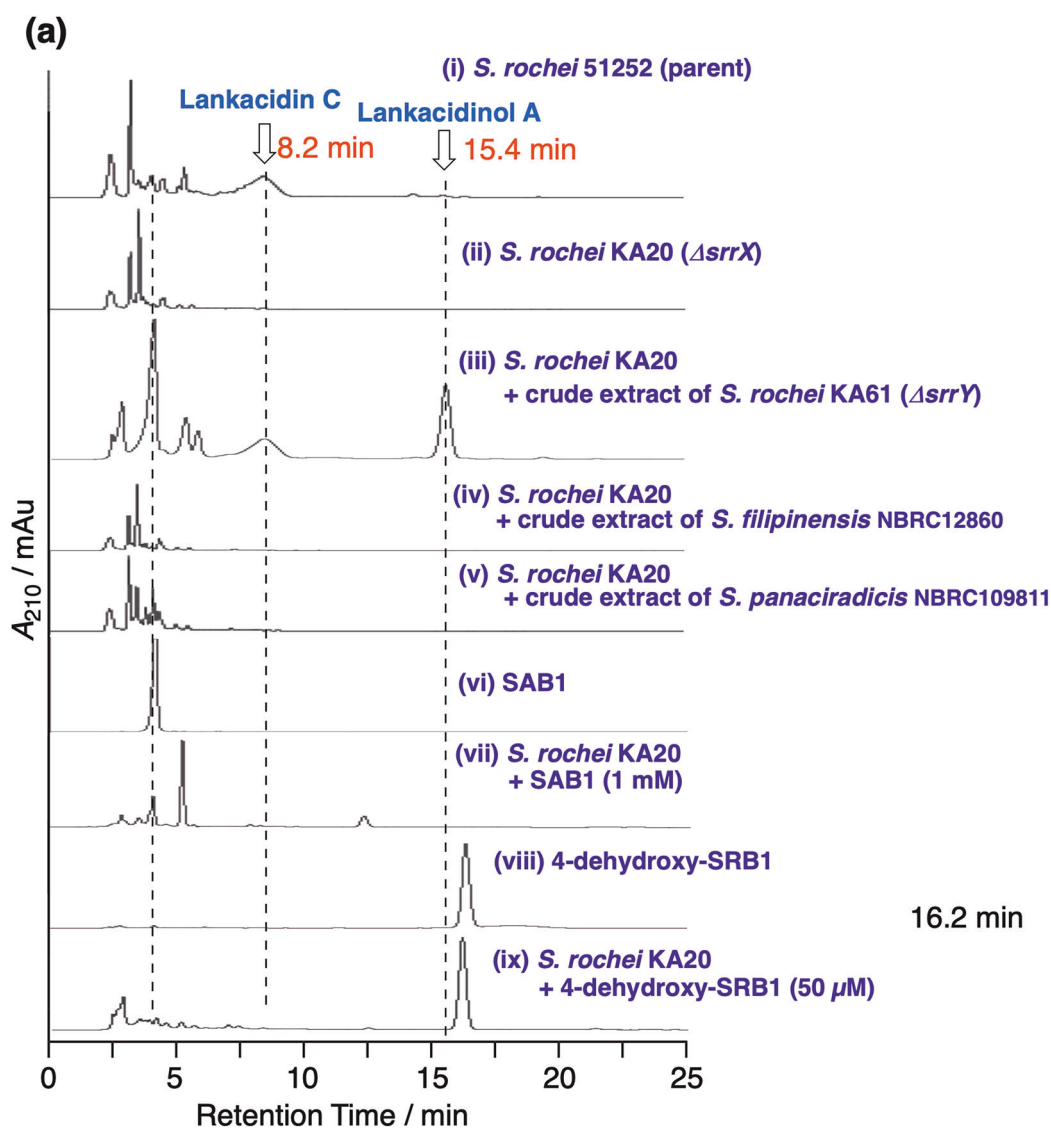 (a)
(i) S. rochei 51252 (parent)
Lankacidin C
Lankacidinol A
8.2 min
15.4 min
(ii) S. rochei KA20 (ΔsrrX)
(iii) S. rochei KA20
+ crude extract of S. rochei KA61 (ΔsrrY)
(iv) S. rochei KA20
+ crude extract of S. filipinensis NBRC12860
(v) S. rochei KA20
+ crude extract of S. panaciradicis NBRC109811
(vi) SAB1
(vii) S. rochei KA20
+ SAB1 (1 mM)
(viii) 4-dehydroxy-SRB1
16.2 min
(ix) S. rochei KA20
+ 4-dehydroxy-SRB1 (50 µM)
A210 / mAu
0 5 10 15 20 25
Retention Time / min